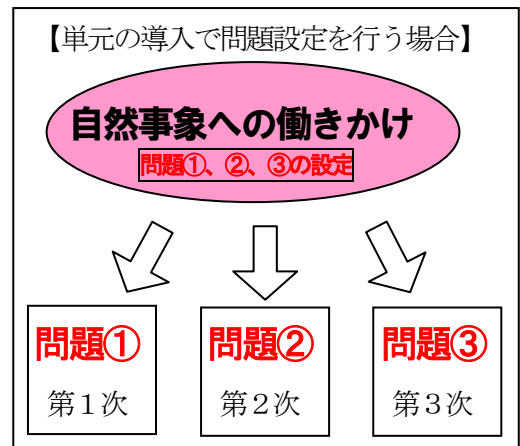 【単元の導入で問題設定を行う場合】
自然事象への働きかけ
問題①、②、③の設定
問題① 問題② 問題③
第１次 第２次 第３次